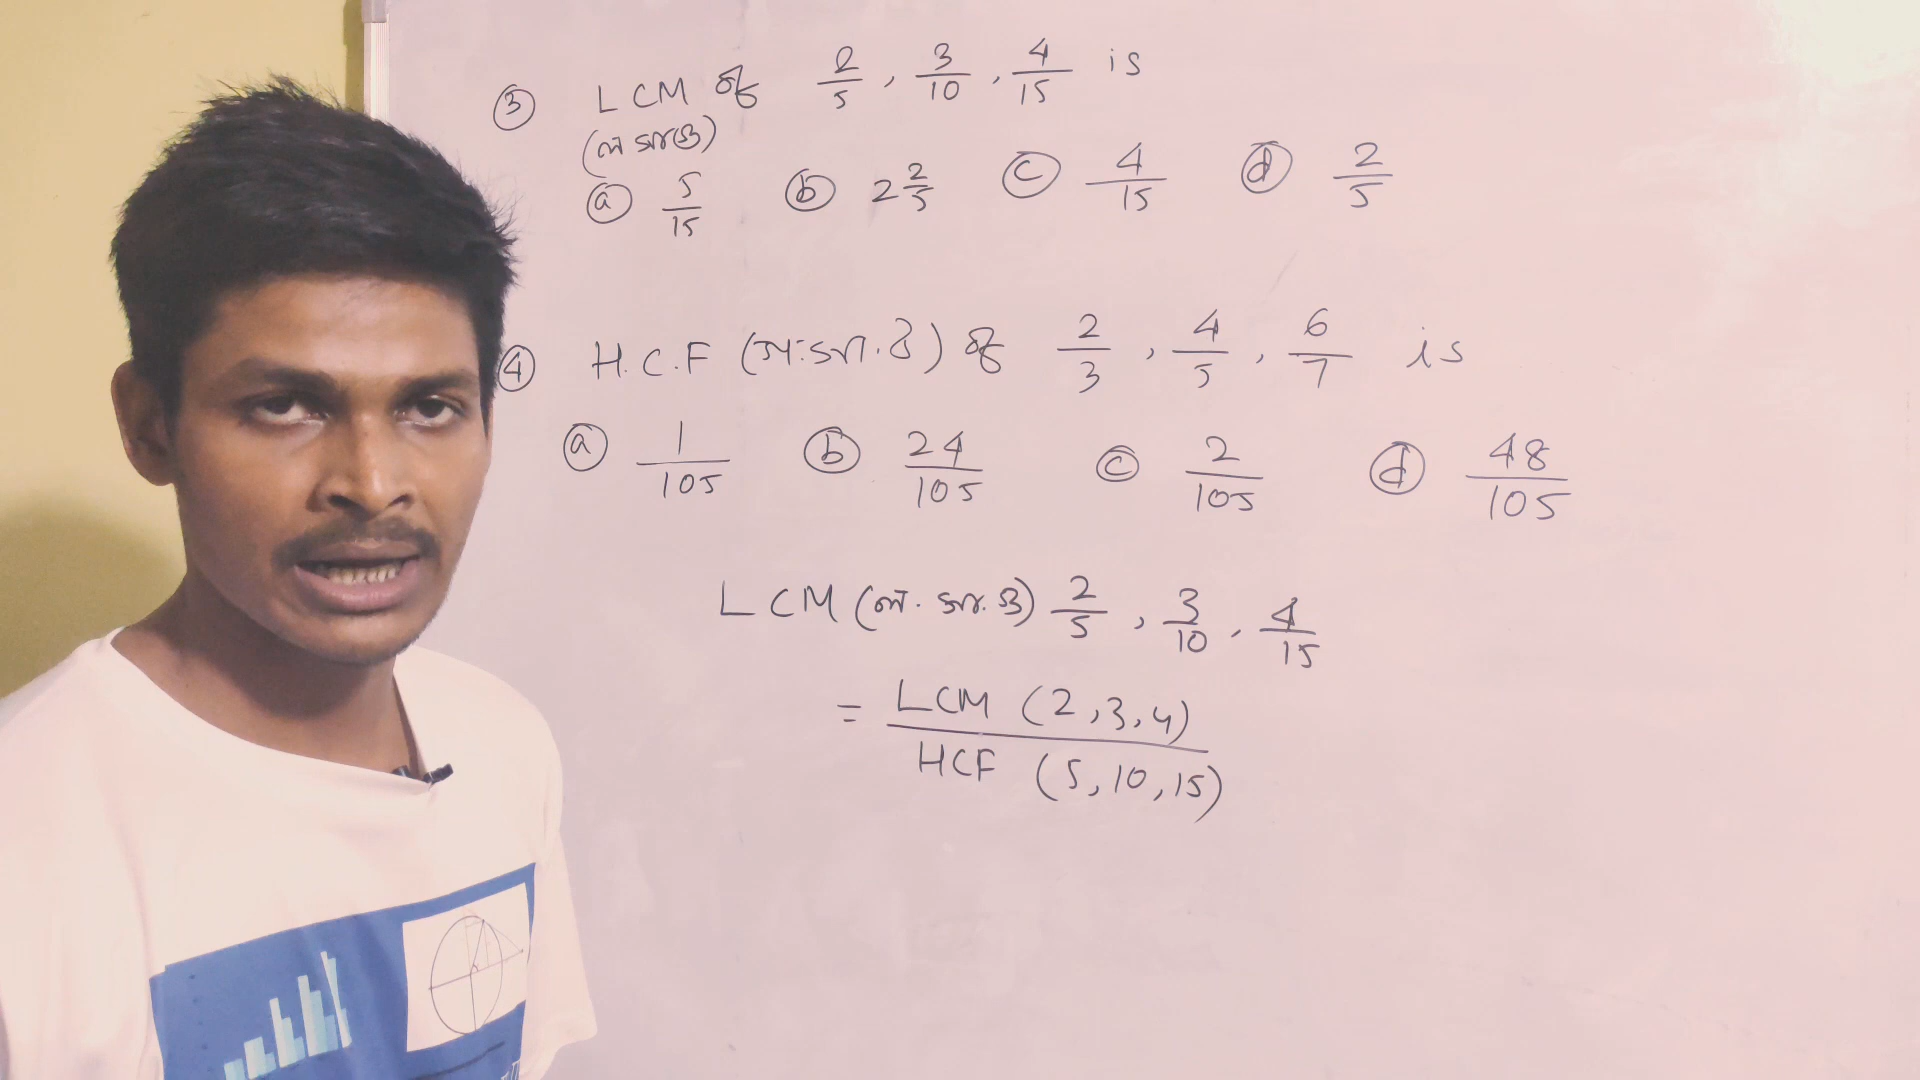 ③ LCM of 2/5, 3/10, 4/15 is
(ল সা গু)
ⓐ 5/15 ⓑ 2 2/5 ⓒ 4/15 ⓓ 2/5
④ H.C.F (গ.সা.উ) of 2/3, 4/5, 6/7 is
ⓐ 1/105 ⓑ 24/105 ⓒ 2/105 ⓓ 48/105
LCM (ল. সা. গু) 2/5, 3/10, 4/15
= LCM (2,3,4)
HCF (5,10,15)